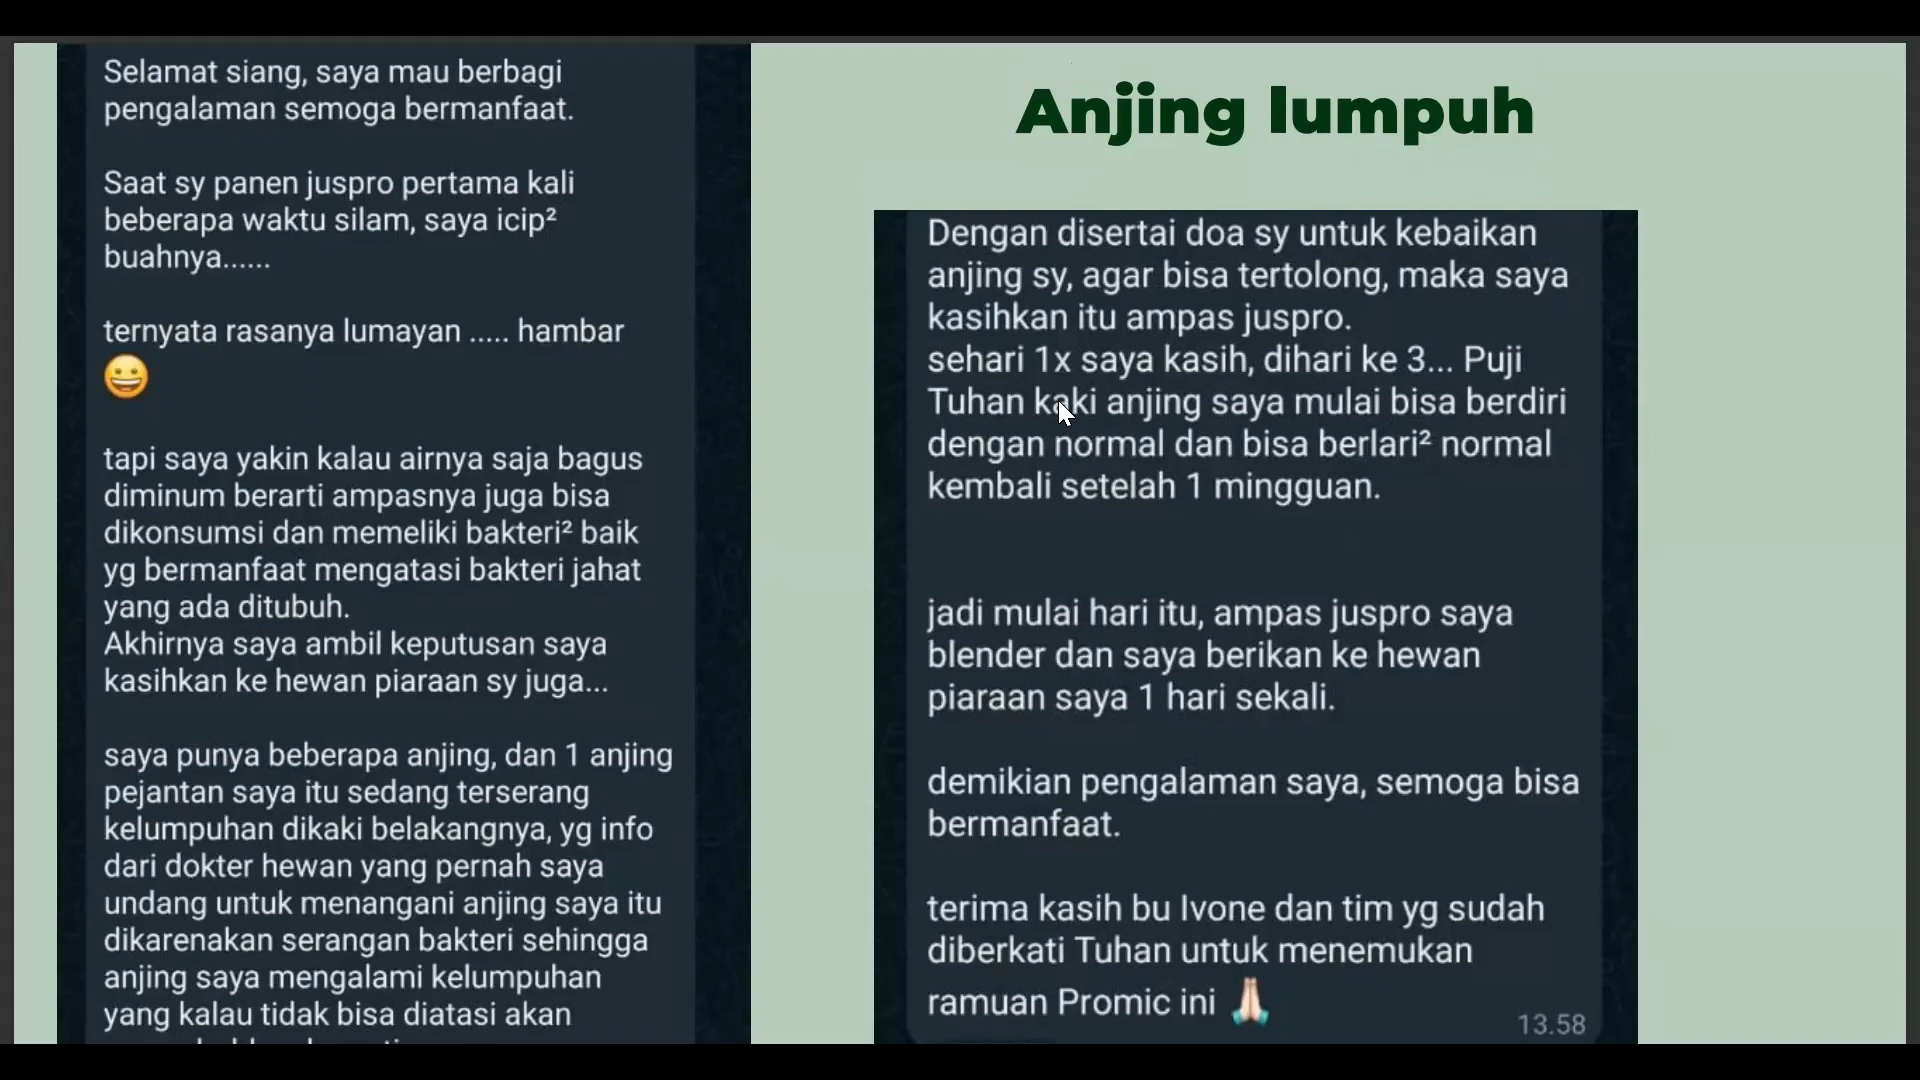 Selamat siang, saya mau berbagi
pengalaman semoga bermanfaat.
Saat sy panen juspro pertama kali
beberapa waktu silam, saya icip²
buahnya......
ternyata rasanya lumayan ..... hambar
😀
tapi saya yakin kalau airnya saja bagus
diminum berarti ampasnya juga bisa
dikonsumsi dan memeliki bakteri² baik
yg bermanfaat mengatasi bakteri jahat
yang ada ditubuh.
Akhirnya saya ambil keputusan saya
kasihkan ke hewan piaraan sy juga...
saya punya beberapa anjing, dan 1 anjing
pejantan saya itu sedang terserang
kelumpuhan dikaki belakangnya, yg info
dari dokter hewan yang pernah saya
undang untuk menangani anjing saya itu
dikarenakan serangan bakteri sehingga
anjing saya mengalami kelumpuhan
yang kalau tidak bisa diatasi akan
Anjing lumpuh
Dengan disertai doa sy untuk kebaikan
anjing sy, agar bisa tertolong, maka saya
kasihkan itu ampas juspro.
sehari 1x saya kasih, dihari ke 3... Puji
Tuhan kaki anjing saya mulai bisa berdiri
dengan normal dan bisa berlari² normal
kembali setelah 1 mingguan.
jadi mulai hari itu, ampas juspro saya
blender dan saya berikan ke hewan
piaraan saya 1 hari sekali.
demikian pengalaman saya, semoga bisa
bermanfaat.
terima kasih bu Ivone dan tim yg sudah
diberkati Tuhan untuk menemukan
ramuan Promic ini 🙏🏻
13.58